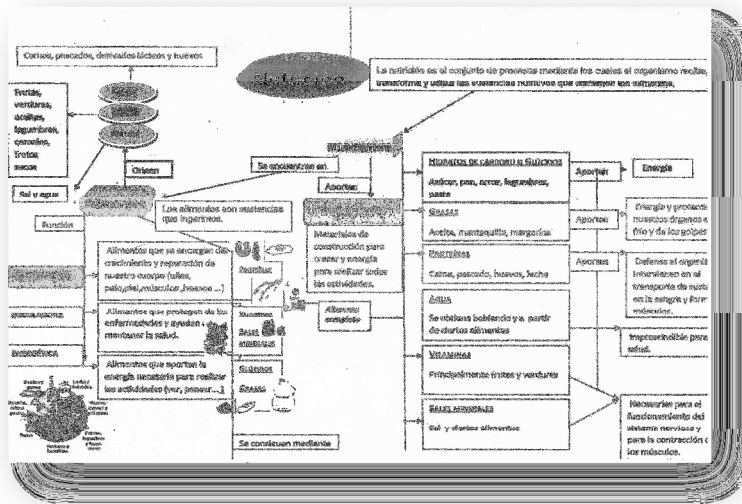 Carnes, pescados, derivados lácteos y huevos
La nutrición es el conjunto de procesos mediante los cuales el organismo recibe,
transforma y utiliza las sustancias nutritivas que contienen los alimentos.
Frutas,
verduras,
aceites,
legumbres,
cereales,
frutos
secos
Origen
Sal y agua
Función
Se encuentran en
Los alimentos son sustancias
que ingerimos.
Aportan
Materiales de
construcción para
crecer y energía
para realizar todas
las actividades.
Alimento
completo
Alimentos que se encargan del
crecimiento y reparación de
nuestro cuerpo (uñas,
pelo, piel, músculos, huesos ...)
Alimentos que protegen de las
enfermedades y ayudan
mantener la salud.
ENERGÉTICA
Alimentos que aportan la
energía necesaria para realizar
las actividades (ver, pensar....)
Proteínas
Vitaminas
Sales
minerales
Glúcidos
Grasas
Se consiguen mediante
Hidratos de carbono o Glúcidos
Azúcar, pan, arroz, legumbres,
pasta
Aportan
Energía
Grasas
Aceite, mantequilla, margarina
Aportan
Energía y protección
nuestros órganos
frío y de los golpes
Proteínas
Carne, pescado, huevos, leche
Aportan
Defensa al organis
Intervienen en el
transporte de sust
en la sangre y form
músculos.
Agua
Se obtiene bebiendo y a partir
de ciertos alimentos
Imprescindible para
salud.
Vitaminas
Principalmente frutas y verduras
Sales minerales
Sal y ciertos alimentos
Necesarias para el
funcionamiento del
sistema nervioso y
para la contracción d
los músculos.